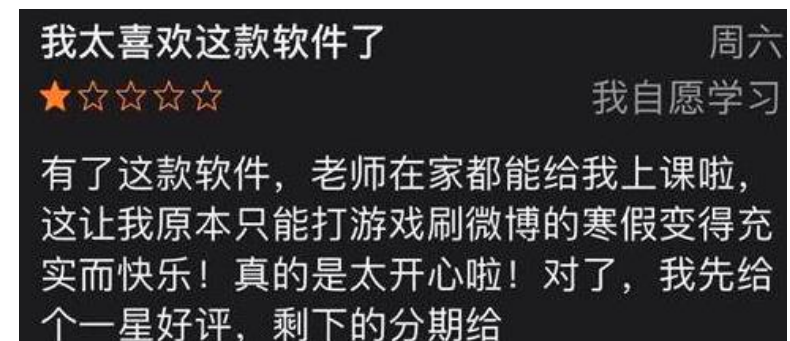 我太喜欢这款软件了
周六
★☆☆☆☆
我自愿学习
有了这款软件，老师在家都能给我上课啦，
这让我原本只能打游戏刷微博的寒假变得充
实而快乐！真的是太开心啦！对了，我先给
个一星好评，剩下的分期给